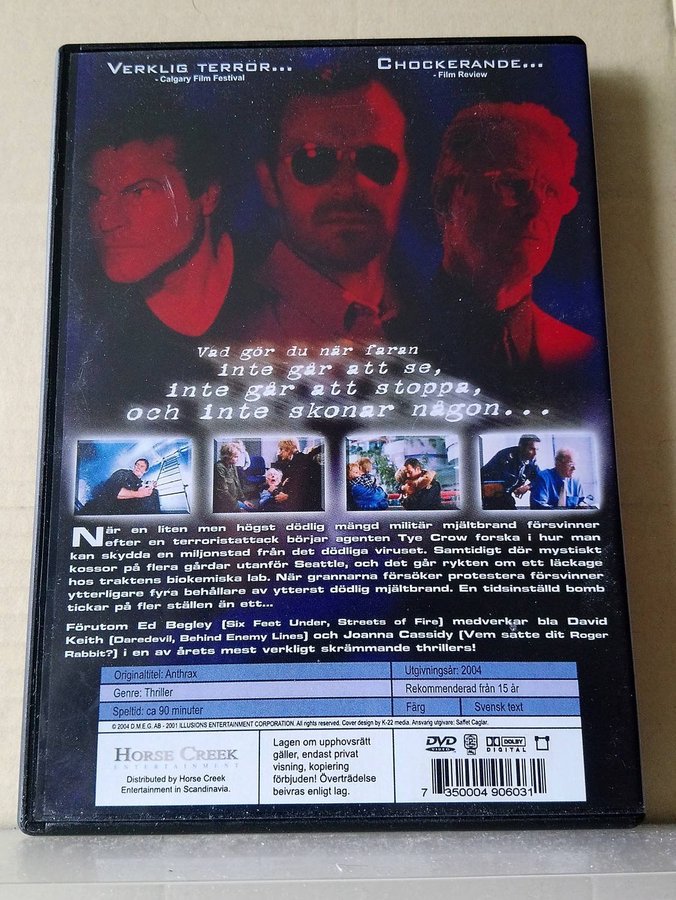 VERKLIG TERROR...
- Calgary Film Festival
CHOCKERANDE...
- Film Review
Vad gör du när faran
inte går att se,
inte går att stoppa,
och inte skonar någon...
När en liten men högst dödlig mängd militär mjältbrand försvinner
efter en terroristattack börjar agenten Tye Crow forska i hur man
kan skydda en miljonstad från det dödliga viruset. Samtidigt dör mystiskt
kossor på flera gårdar utanför Seattle, och det går rykten om ett läckage
hos traktens biokemiska lab. När grannarna försöker protestera försvinner
ytterligare fyra behållare av ytterst dödlig mjältbrand. En tidsinställd bomb
tickar på fler ställen än ett...
Förutom Ed Begley (Six Feet Under, Streets of Fire) medverkar bla David
Keith (Daredevil, Behind Enemy Lines) och Joanna Cassidy (Vem satte dit Roger
Rabbit?) i en av årets mest verkligt skrämmande thrillers!
Originaltitel: Anthrax
Utgivningsår: 2004
Genre: Thriller
Rekommenderad från 15 år
Speltid: ca 90 minuter
Färg
Svensk text
© 2004 D.M.E.G. AB - 2001 ILLUSIONS ENTERTAINMENT CORPORATION. All rights reserved. Cover design by K-22 media. Ansvarig utgivare: Saffet Caglar.
HORSE CREEK
ENTERTAINMENT
Distributed by Horse Creek
Entertainment in Scandinavia.
Lagen om upphovsrätt
gäller, endast privat
visning, kopiering
förbjuden! Överträdelse
beivras enligt lag.
DVD
VIDEO
DOLBY
DIGITAL
7 350004 906031